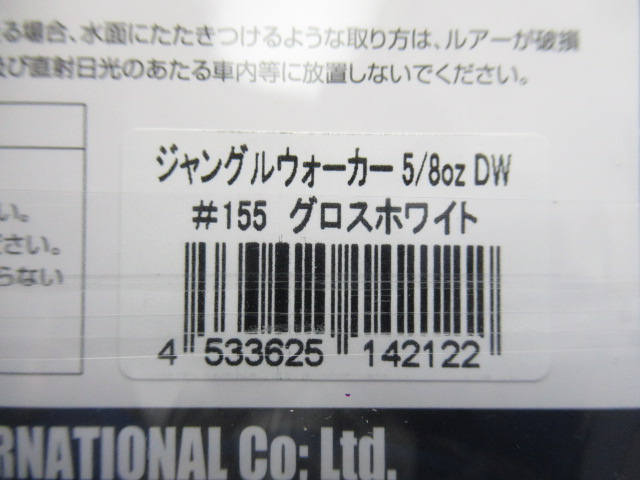 る場合、水面にたたきつけるような取り方は、ルアーが破損
及び直射日光のあたる車内等に放置しないでください。
ジャングルウォーカー 5/8oz DW
#155 グロスホワイト
い。
ださい。
らない
4 533625 142122
RNATIONAL Co; Ltd.